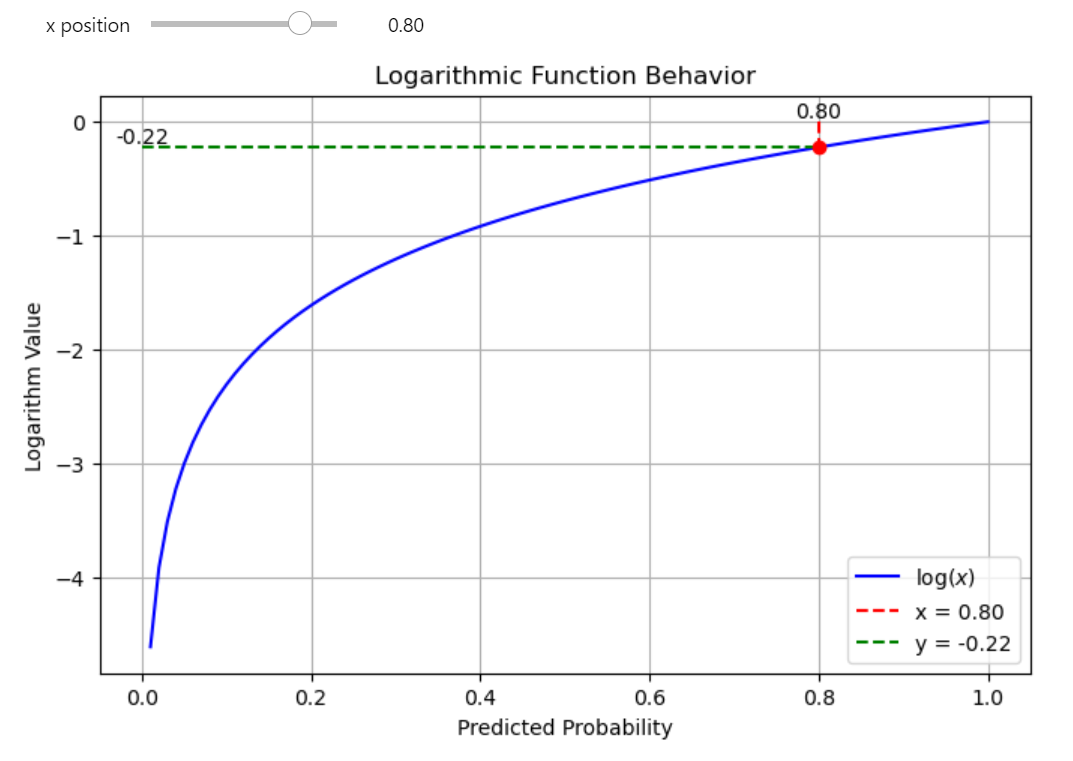 x position 0.80
Logarithmic Function Behavior
0.80
0
-0.22
−1
−2
−3
−4
Logarithm Value
log(x)
x = 0.80
y = -0.22
0.0 0.2 0.4 0.6 0.8 1.0
Predicted Probability